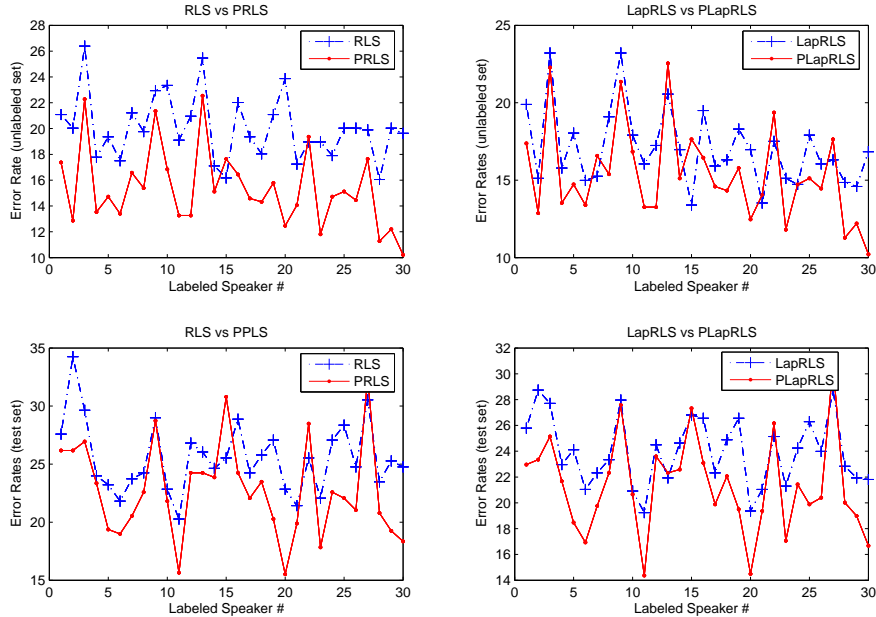 RLS vs PRLS
28
26
24
22
20
18
16
14
12
10
Error Rate (unlabeled set)
RLS
PRLS
0 5 10 15 20 25 30
Labeled Speaker #
LapRLS vs PLapRLS
20
15
10
Error Rates (unlabeled set)
LapRLS
PLapRLS
0 5 10 15 20 25 30
Labeled Speaker #
RLS vs PPLS
35
30
25
20
15
Error Rates (test set)
RLS
PRLS
0 5 10 15 20 25 30
Labeled Speaker #
LapRLS vs PLapRLS
32
30
28
26
24
22
20
18
16
14
Error Rates (test set)
LapRLS
PLapRLS
0 5 10 15 20 25 30
Labeled Speaker #